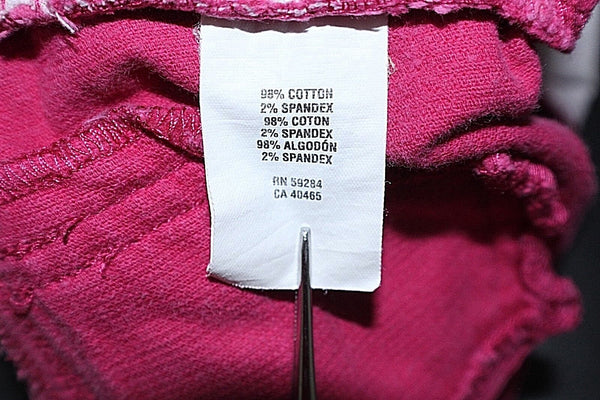 98% COTTON
2% SPANDEX
98% COTON
2% SPANDEX
98% ALGODÓN
2% SPANDEX
RN 59284
CA 40465